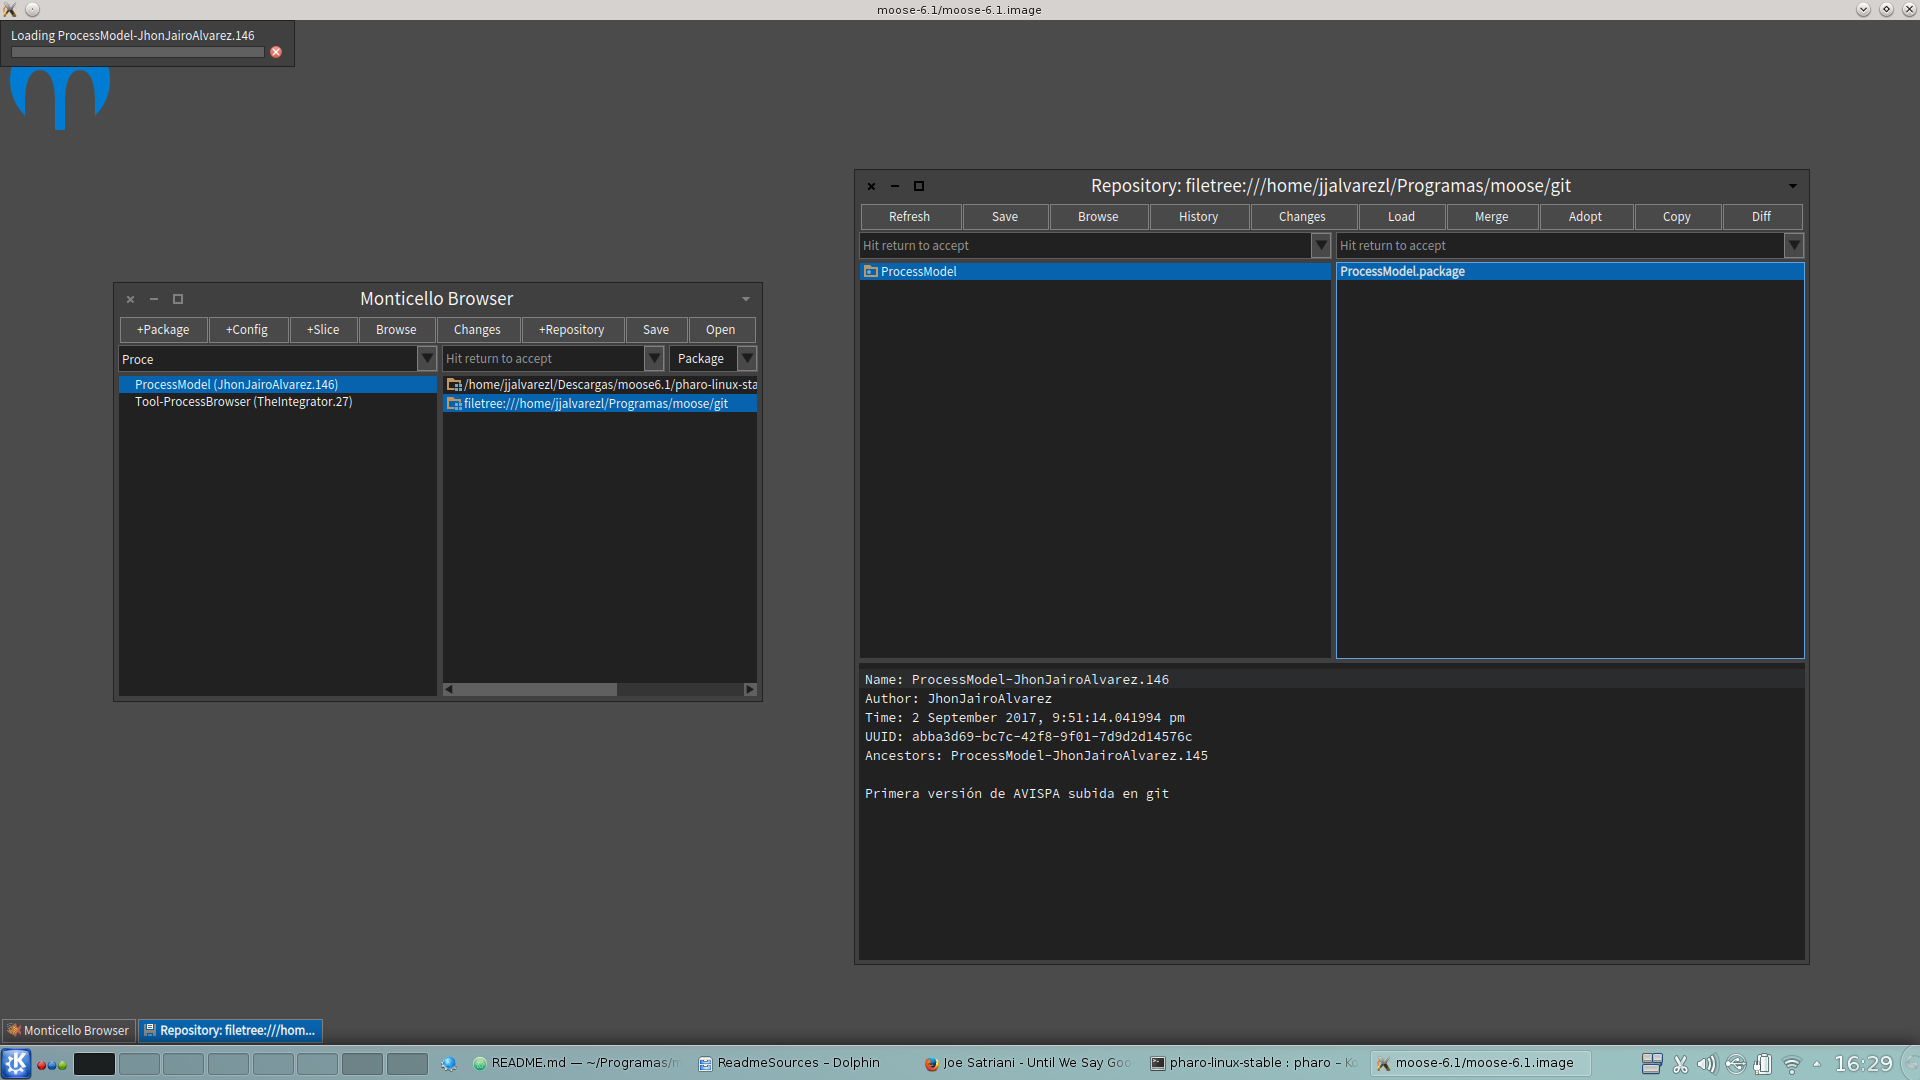 moose-6.1/moose-6.1.image
Loading ProcessModel-JhonJairoAlvarez.146
Monticello Browser
+Package +Config +Slice Browse Changes +Repository Save Open
Proce Hit return to accept Package
ProcessModel (JhonJairoAlvarez.146)
Tool-ProcessBrowser (TheIntegrator.27)
/home/jjalvarezl/Descargas/moose6.1/pharo-linux-sta
filetree:///home/jjalvarezl/Programas/moose/git
Repository: filetree:///home/jjalvarezl/Programas/moose/git
Refresh Save Browse History Changes Load Merge Adopt Copy Diff
Hit return to accept Hit return to accept
ProcessModel
ProcessModel.package
Name: ProcessModel-JhonJairoAlvarez.146
Author: JhonJairoAlvarez
Time: 2 September 2017, 9:51:14.041994 pm
UUID: abba3d69-bc7c-42f8-9f01-7d9d2d14576c
Ancestors: ProcessModel-JhonJairoAlvarez.145
Primera versión de AVISPA subida en git
Monticello Browser Repository: filetree:///hom...
README.md — ~/Programas/m ReadmeSources – Dolphin Joe Satriani - Until We Say Goo pharo-linux-stable : pharo – Ko moose-6.1/moose-6.1.image 16:29